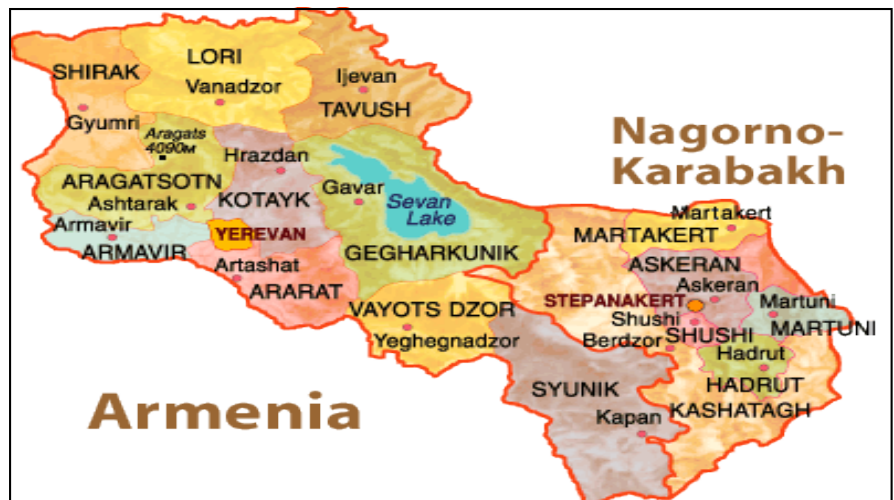 LORI
SHIRAK
Vanadzor
Ijevan
TAVUSH
Gyumri
Aragats
4090м
Hrazdan
Nagorno-
Karabakh
ARAGATSOTN
Ashtarak
KOTAYK
Gavar
Sevan
Lake
Armavir
ARMAVIR
YEREVAN
GEGHARKUNIK
Artashat
ARARAT
Martakert
MARTAKERT
ASKERAN
Askeran
STEPANAKERT
Shushi
SHUSHI
Martuni
MARTUNI
Berdzor
VAYOTS DZOR
Yeghegnadzor
Hadrut
HADRUT
KASHATAGH
SYUNIK
Kapan
Armenia